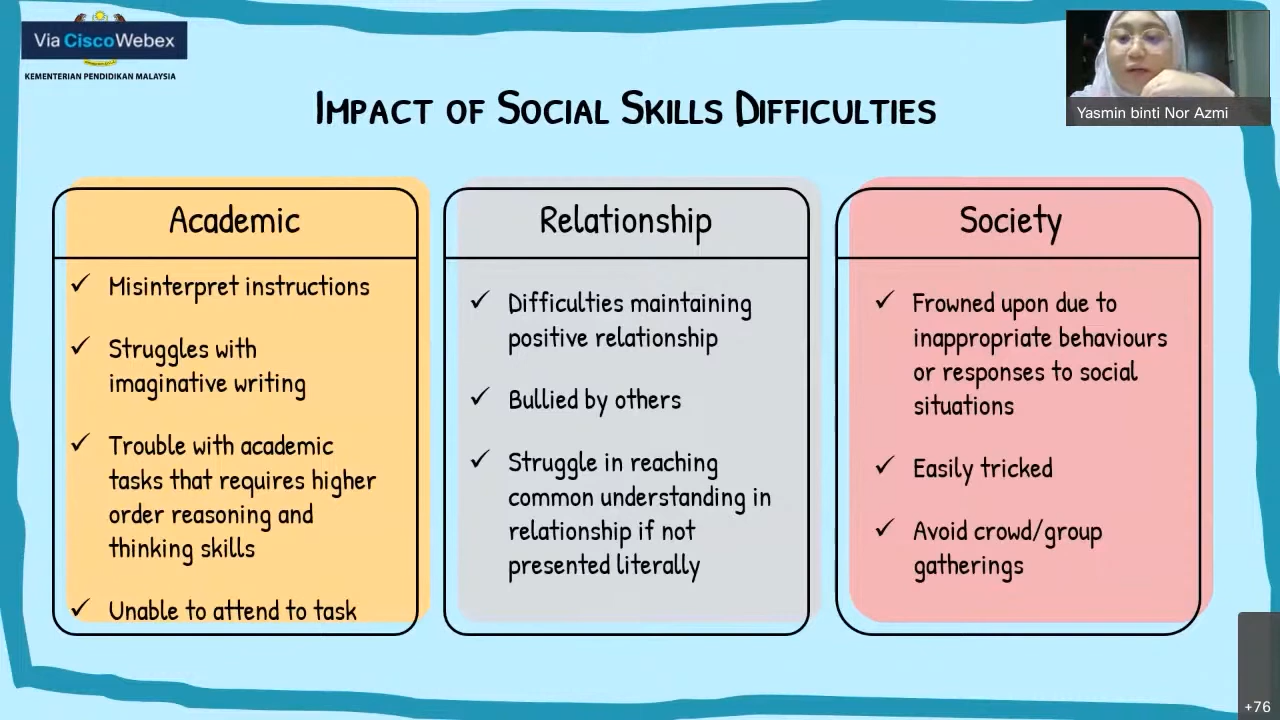 Via CiscoWebex
KEMENTERIAN PENDIDIKAN MALAYSIA
Yasmin binti Nor Azmi
IMPACT OF SOCIAL SKILLS DIFFICULTIES
Academic
✓ Misinterpret instructions
✓ Struggles with
imaginative writing
✓ Trouble with academic
tasks that requires higher
order reasoning and
thinking skills
✓ Unable to attend to task
Relationship
✓ Difficulties maintaining
positive relationship
✓ Bullied by others
✓ Struggle in reaching
common understanding in
relationship if not
presented literally
Society
✓ Frowned upon due to
inappropriate behaviours
or responses to social
situations
✓ Easily tricked
✓ Avoid crowd/group
gatherings
+76